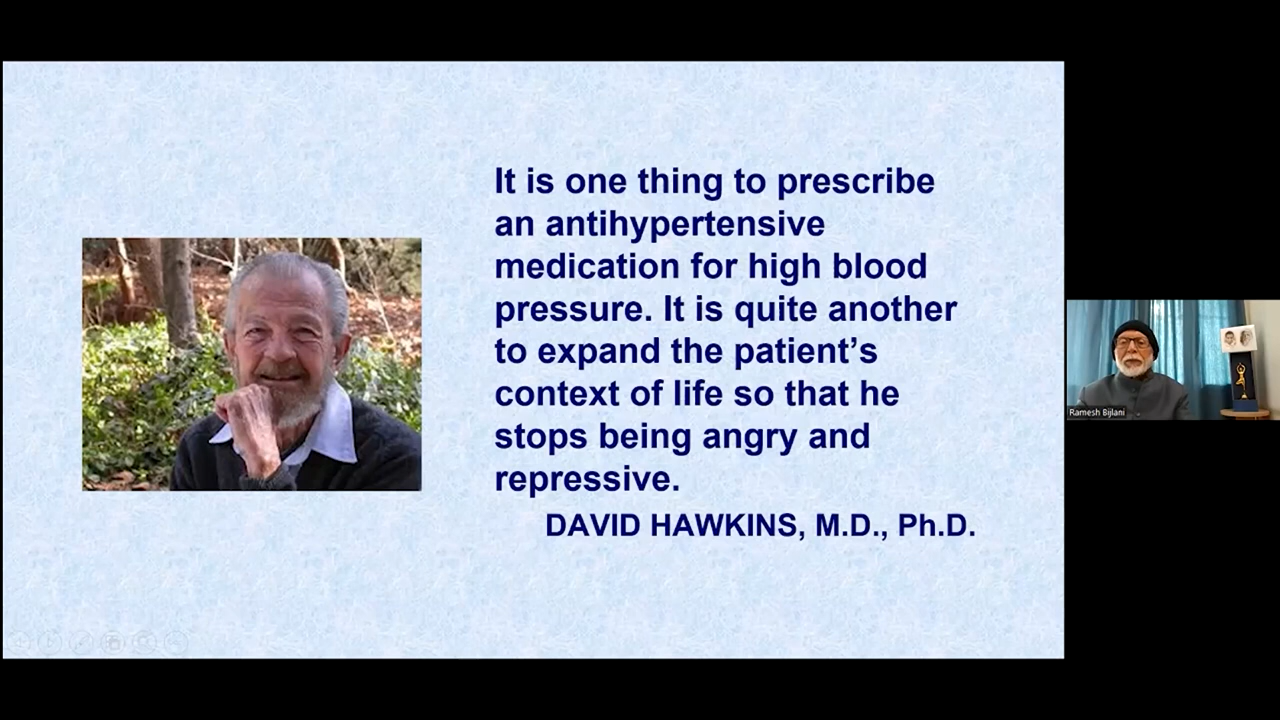 It is one thing to prescribe
an antihypertensive
medication for high blood
pressure. It is quite another
to expand the patient’s
context of life so that he
stops being angry and
repressive.
DAVID HAWKINS, M.D., Ph.D.
Ramesh Bijlani